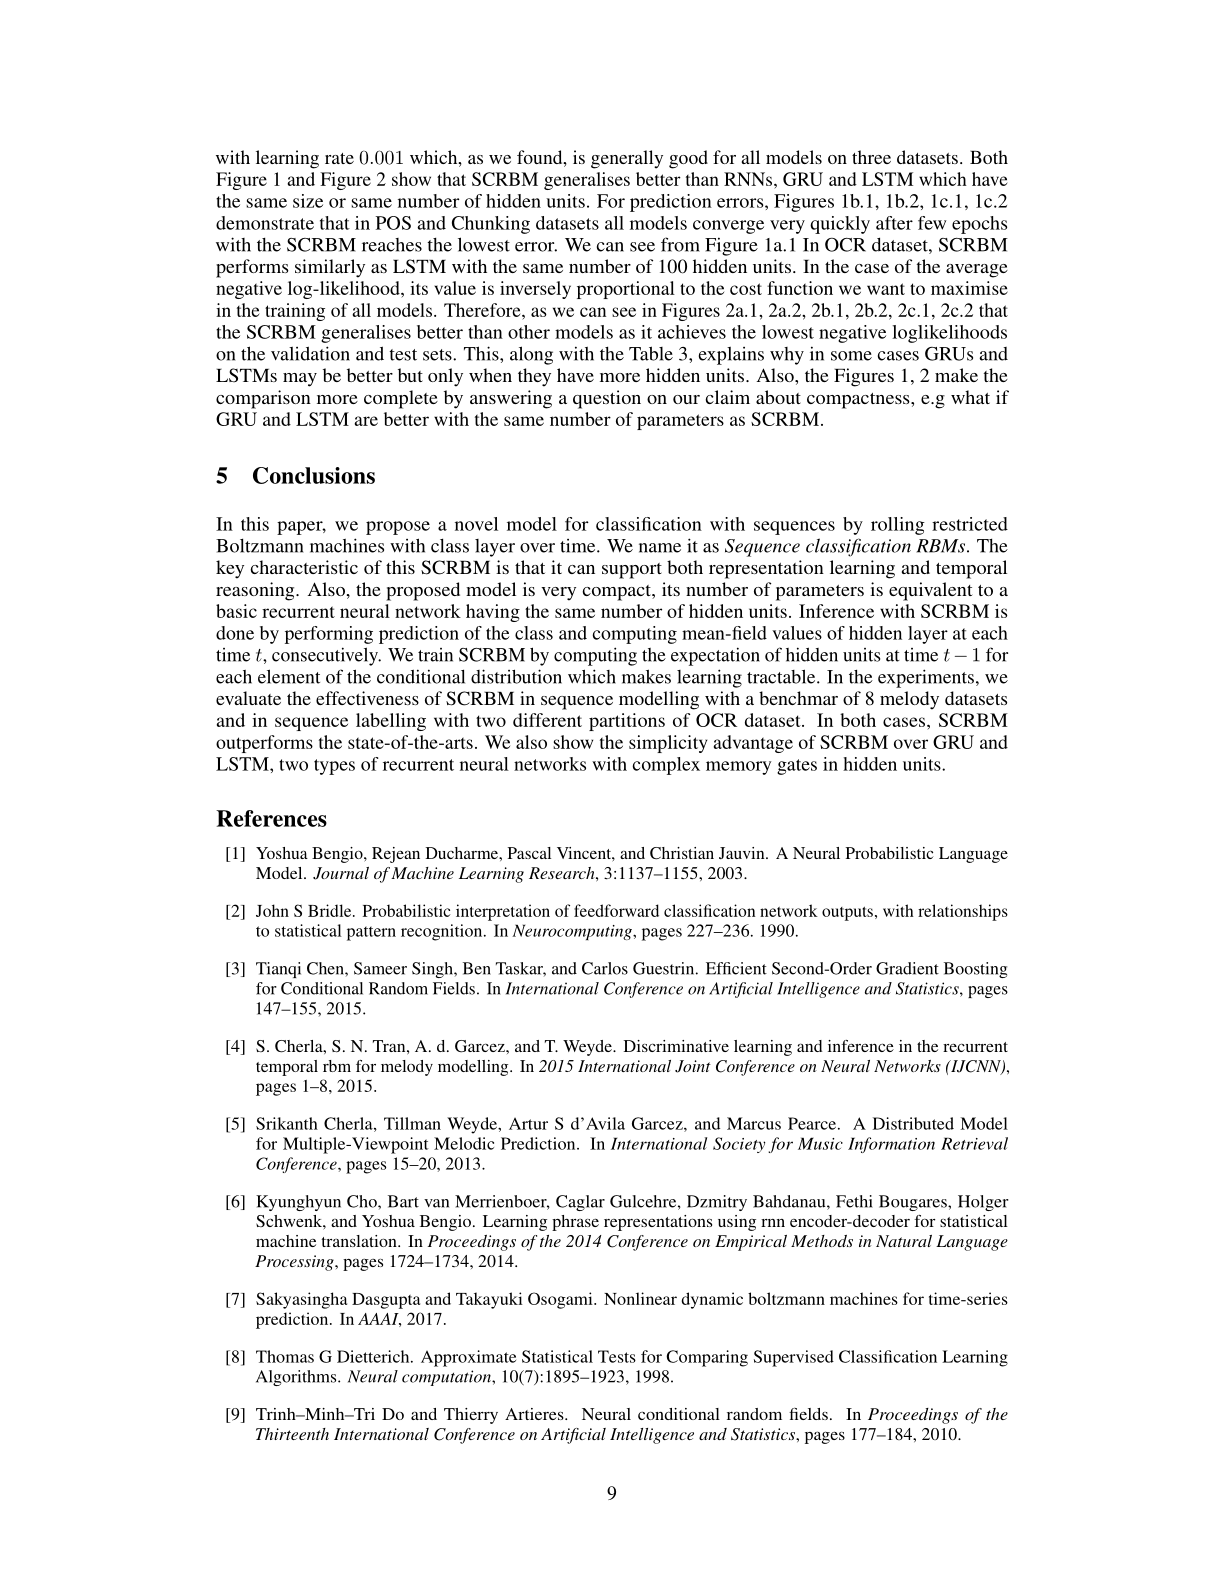 with learning rate 0.001 which, as we found, is generally good for all models on three datasets. Both
Figure 1 and Figure 2 show that SCRBM generalises better than RNNs, GRU and LSTM which have
the same size or same number of hidden units. For prediction errors, Figures 1b.1, 1b.2, 1c.1, 1c.2
demonstrate that in POS and Chunking datasets all models converge very quickly after few epochs
with the SCRBM reaches the lowest error. We can see from Figure 1a.1 In OCR dataset, SCRBM
performs similarly as LSTM with the same number of 100 hidden units. In the case of the average
negative log-likelihood, its value is inversely proportional to the cost function we want to maximise
in the training of all models. Therefore, as we can see in Figures 2a.1, 2a.2, 2b.1, 2b.2, 2c.1, 2c.2 that
the SCRBM generalises better than other models as it achieves the lowest negative loglikelihoods
on the validation and test sets. This, along with the Table 3, explains why in some cases GRUs and
LSTMs may be better but only when they have more hidden units. Also, the Figures 1, 2 make the
comparison more complete by answering a question on our claim about compactness, e.g what if
GRU and LSTM are better with the same number of parameters as SCRBM.
5 Conclusions
In this paper, we propose a novel model for classification with sequences by rolling restricted
Boltzmann machines with class layer over time. We name it as Sequence classification RBMs. The
key characteristic of this SCRBM is that it can support both representation learning and temporal
reasoning. Also, the proposed model is very compact, its number of parameters is equivalent to a
basic recurrent neural network having the same number of hidden units. Inference with SCRBM is
done by performing prediction of the class and computing mean-field values of hidden layer at each
time t, consecutively. We train SCRBM by computing the expectation of hidden units at time t − 1 for
each element of the conditional distribution which makes learning tractable. In the experiments, we
evaluate the effectiveness of SCRBM in sequence modelling with a benchmar of 8 melody datasets
and in sequence labelling with two different partitions of OCR dataset. In both cases, SCRBM
outperforms the state-of-the-arts. We also show the simplicity advantage of SCRBM over GRU and
LSTM, two types of recurrent neural networks with complex memory gates in hidden units.
References
[1] Yoshua Bengio, Rejean Ducharme, Pascal Vincent, and Christian Jauvin. A Neural Probabilistic Language
Model. Journal of Machine Learning Research, 3:1137–1155, 2003.
[2] John S Bridle. Probabilistic interpretation of feedforward classification network outputs, with relationships
to statistical pattern recognition. In Neurocomputing, pages 227–236. 1990.
[3] Tianqi Chen, Sameer Singh, Ben Taskar, and Carlos Guestrin. Efficient Second-Order Gradient Boosting
for Conditional Random Fields. In International Conference on Artificial Intelligence and Statistics, pages
147–155, 2015.
[4] S. Cherla, S. N. Tran, A. d. Garcez, and T. Weyde. Discriminative learning and inference in the recurrent
temporal rbm for melody modelling. In 2015 International Joint Conference on Neural Networks (IJCNN),
pages 1–8, 2015.
[5] Srikanth Cherla, Tillman Weyde, Artur S d'Avila Garcez, and Marcus Pearce. A Distributed Model
for Multiple-Viewpoint Melodic Prediction. In International Society for Music Information Retrieval
Conference, pages 15–20, 2013.
[6] Kyunghyun Cho, Bart van Merrienboer, Caglar Gulcehre, Dzmitry Bahdanau, Fethi Bougares, Holger
Schwenk, and Yoshua Bengio. Learning phrase representations using rnn encoder-decoder for statistical
machine translation. In Proceedings of the 2014 Conference on Empirical Methods in Natural Language
Processing, pages 1724–1734, 2014.
[7] Sakyasingha Dasgupta and Takayuki Osogami. Nonlinear dynamic boltzmann machines for time-series
prediction. In AAAI, 2017.
[8] Thomas G Dietterich. Approximate Statistical Tests for Comparing Supervised Classification Learning
Algorithms. Neural computation, 10(7):1895–1923, 1998.
[9] Trinh–Minh–Tri Do and Thierry Artieres. Neural conditional random fields. In Proceedings of the
Thirteenth International Conference on Artificial Intelligence and Statistics, pages 177–184, 2010.
9